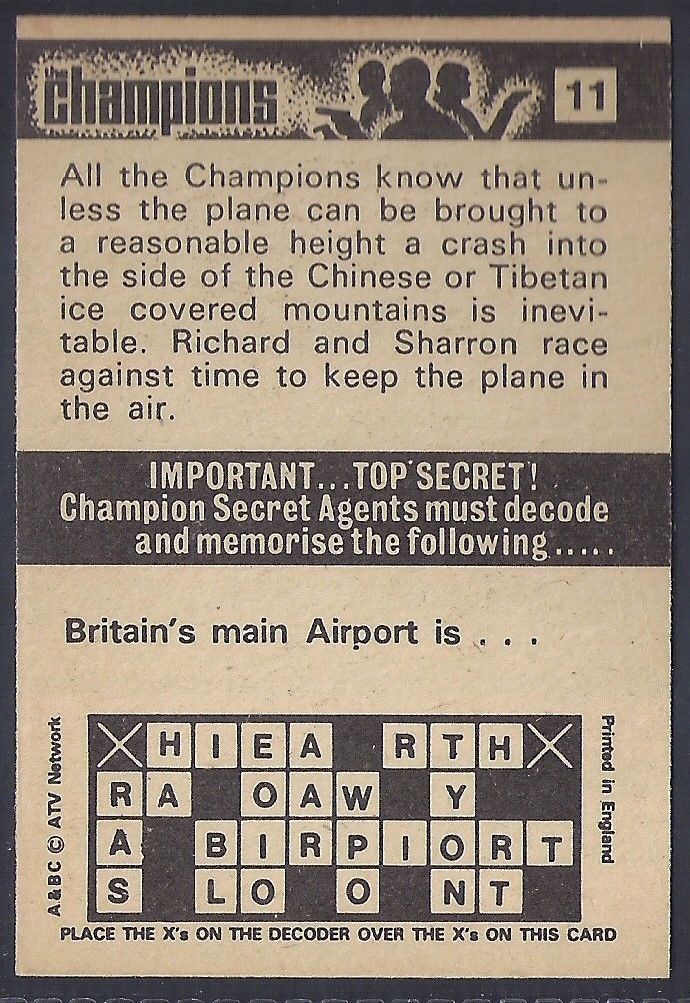 the
champions
11
All the Champions know that un-
less the plane can be brought to
a reasonable height a crash into
the side of the Chinese or Tibetan
ice covered mountains is inevi-
table. Richard and Sharron race
against time to keep the plane in
the air.
IMPORTANT...TOP SECRET!
Champion Secret Agents must decode
and memorise the following.....
Britain's main Airport is . . .
A & BC © ATV Network
X H I E A R T H X
R A O A W Y
A B I R P I O R T
S L O O N T
Printed in England
PLACE THE X's ON THE DECODER OVER THE X's ON THIS CARD